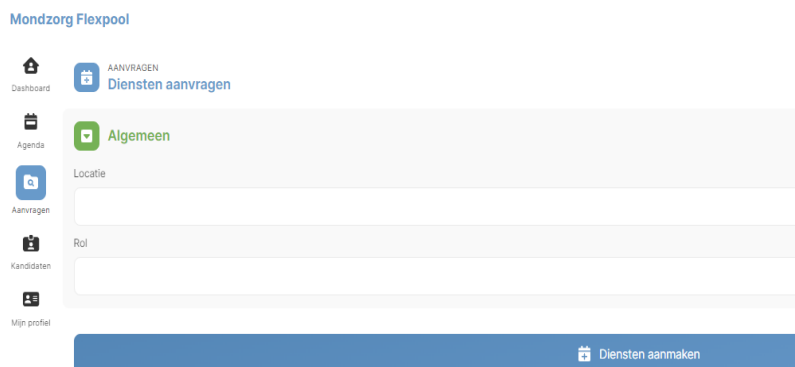 Mondzorg Flexpool
Dashboard
Agenda
Aanvragen
Kandidaten
Mijn profiel
AANVRAGEN
Diensten aanvragen
Algemeen
Locatie
Rol
Diensten aanmaken